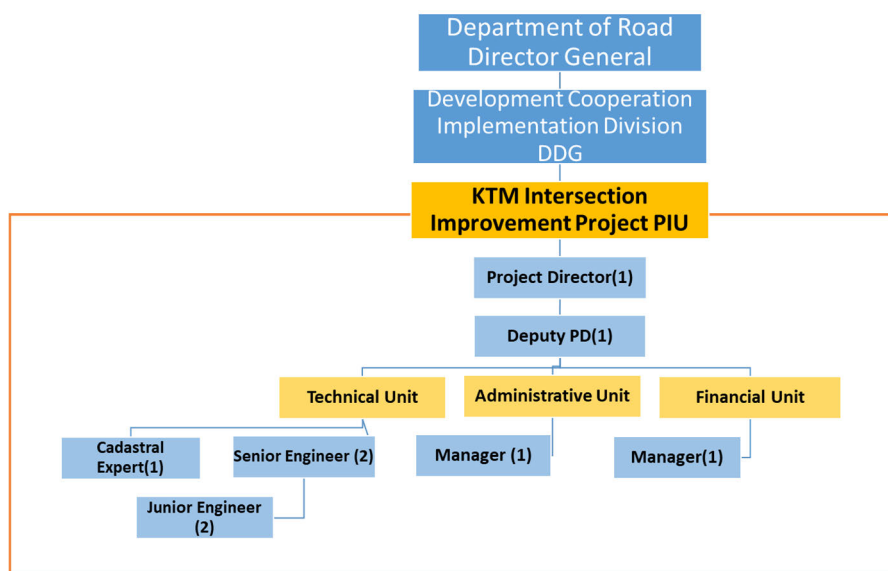 Department of Road
Director General
Development Cooperation
Implementation Division
DDG
KTM Intersection
Improvement Project PIU
Project Director(1)
Deputy PD(1)
Technical Unit
Administrative Unit
Financial Unit
Cadastral
Expert(1)
Senior Engineer (2)
Manager (1)
Manager(1)
Junior Engineer
(2)